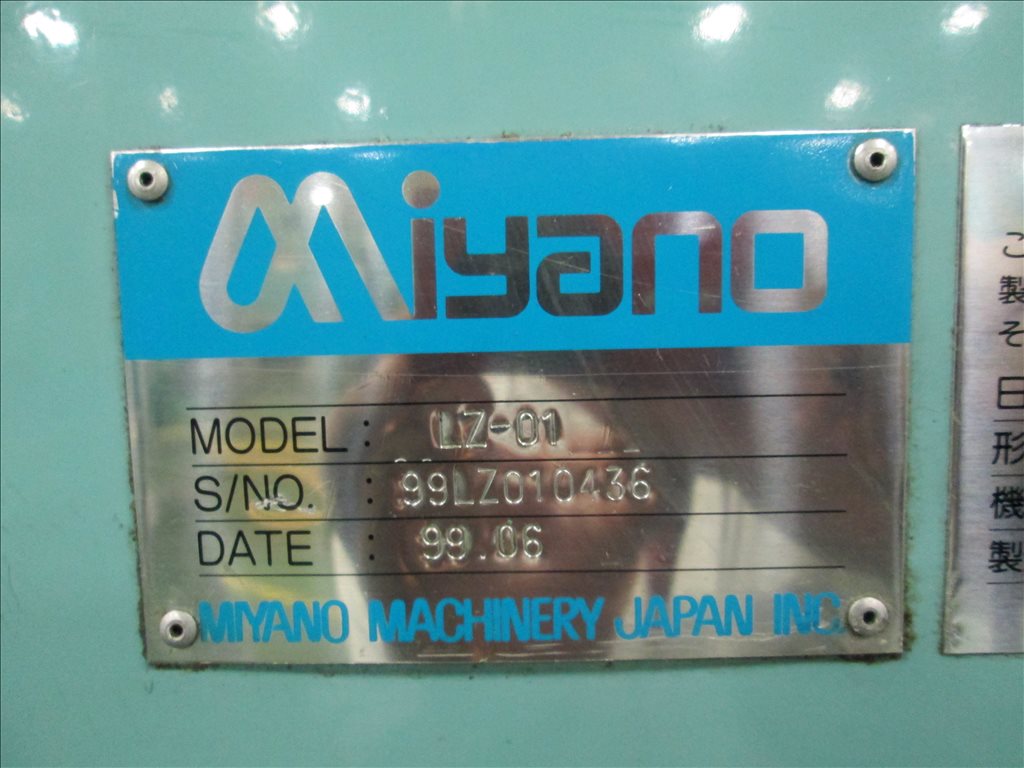 Miyano
MODEL : LZ-01
S/NO. : 99LZ010436
DATE : 99.06
MIYANO MACHINERY JAPAN INC.
こ
製
そ
日
形
機
製